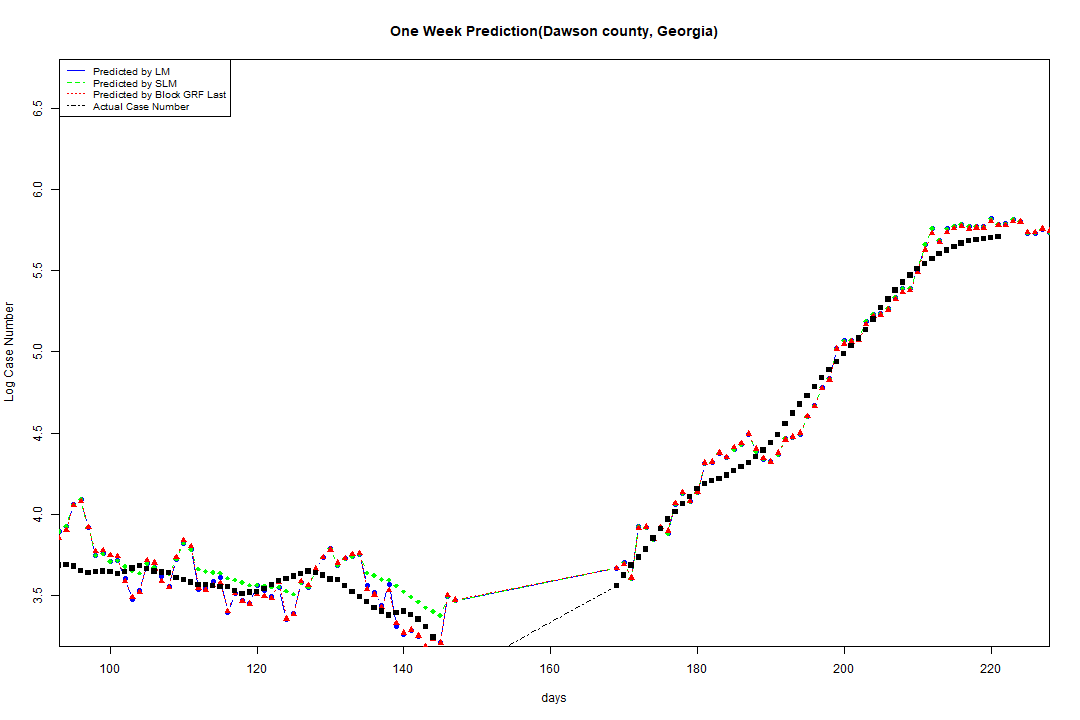 One Week Prediction(Dawson county, Georgia)
Predicted by LM
Predicted by SLM
Predicted by Block GRF Last
Actual Case Number
6.5
6.0
5.5
5.0
4.5
4.0
3.5
Log Case Number
100 120 140 160 180 200 220
days